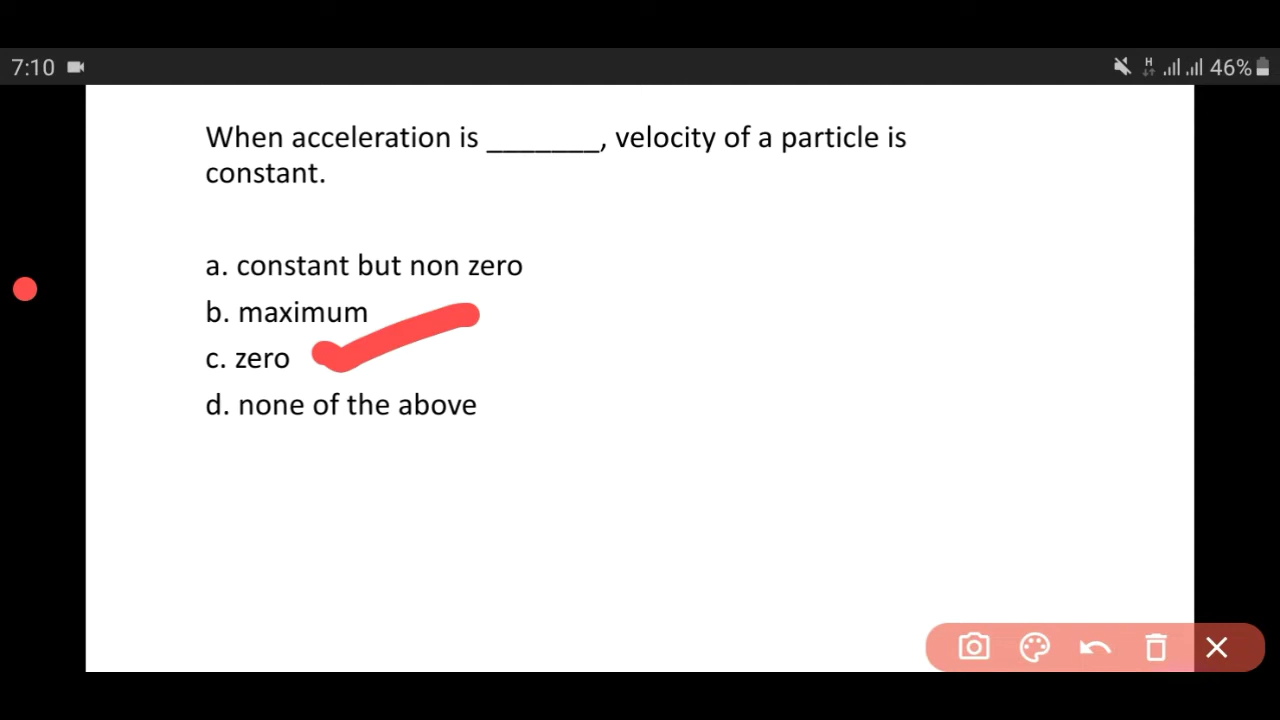 7:10
H 46%
When acceleration is _______, velocity of a particle is
constant.
a. constant but non zero
b. maximum
c. zero
d. none of the above